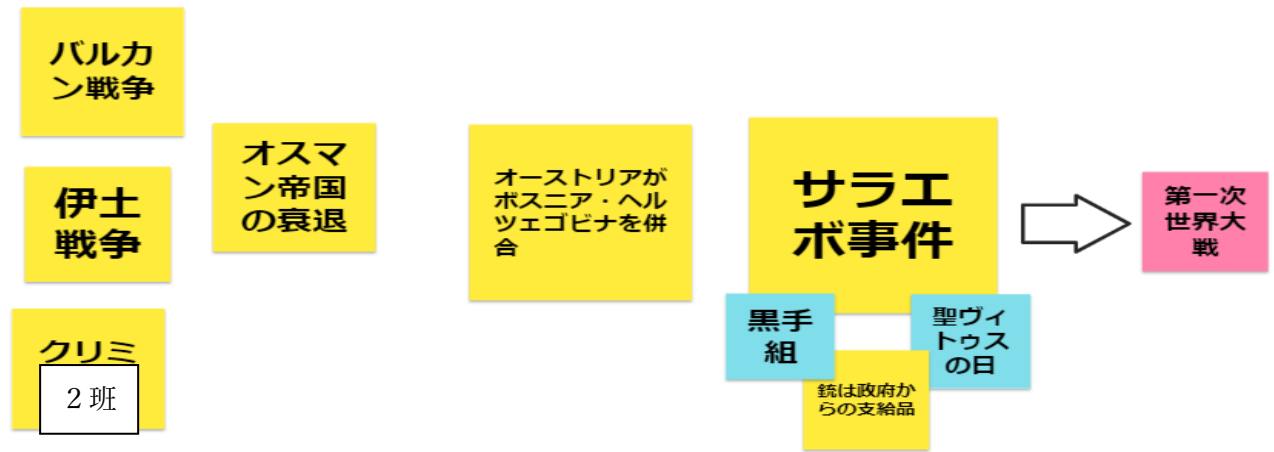 バルカ
ン戦争
伊土
戦争
クリミ
２班
オスマ
ン帝国
の衰退
オーストリアが
ボスニア・ヘル
ツェゴビナを併
合
サラエ
ボ事件
黒手
組
聖ヴィ
トゥス
の日
銃は政府か
らの支給品
第一次
世界大
戦